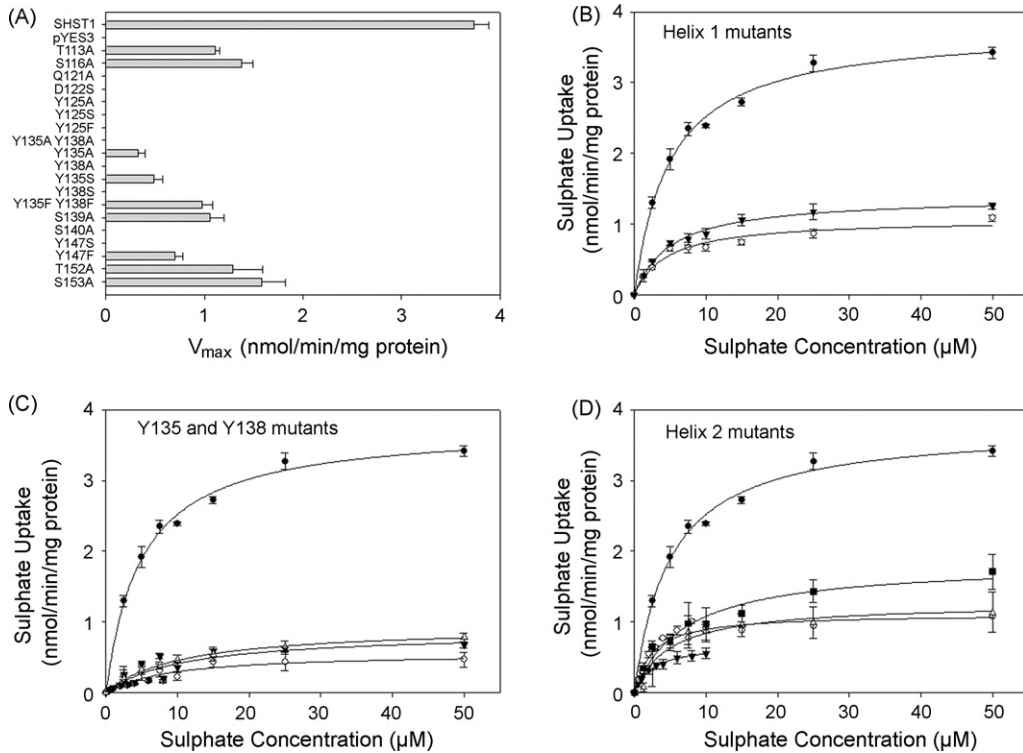 (A)
SHST1
pYES3
T113A
S116A
Q121A
D122S
Y125A
Y125S
Y125F
Y135A Y138A
Y135A
Y138A
Y135S
Y138S
Y135F Y138F
S139A
S140A
Y147S
Y147F
T152A
S153A
0 1 2 3 4
Vmax (nmol/min/mg protein)
(B)
Helix 1 mutants
Sulphate Uptake
(nmol/min/mg protein)
4
3
2
1
0
0 10 20 30 40 50
Sulphate Concentration (µM)
(C)
Y135 and Y138 mutants
Sulphate Uptake
(nmol/min/mg protein)
4
3
2
1
0
0 10 20 30 40 50
Sulphate Concentration (µM)
(D)
Helix 2 mutants
Sulphate Uptake
(nmol/min/mg protein)
4
3
2
1
0
0 10 20 30 40 50
Sulphate Concentration (µM)